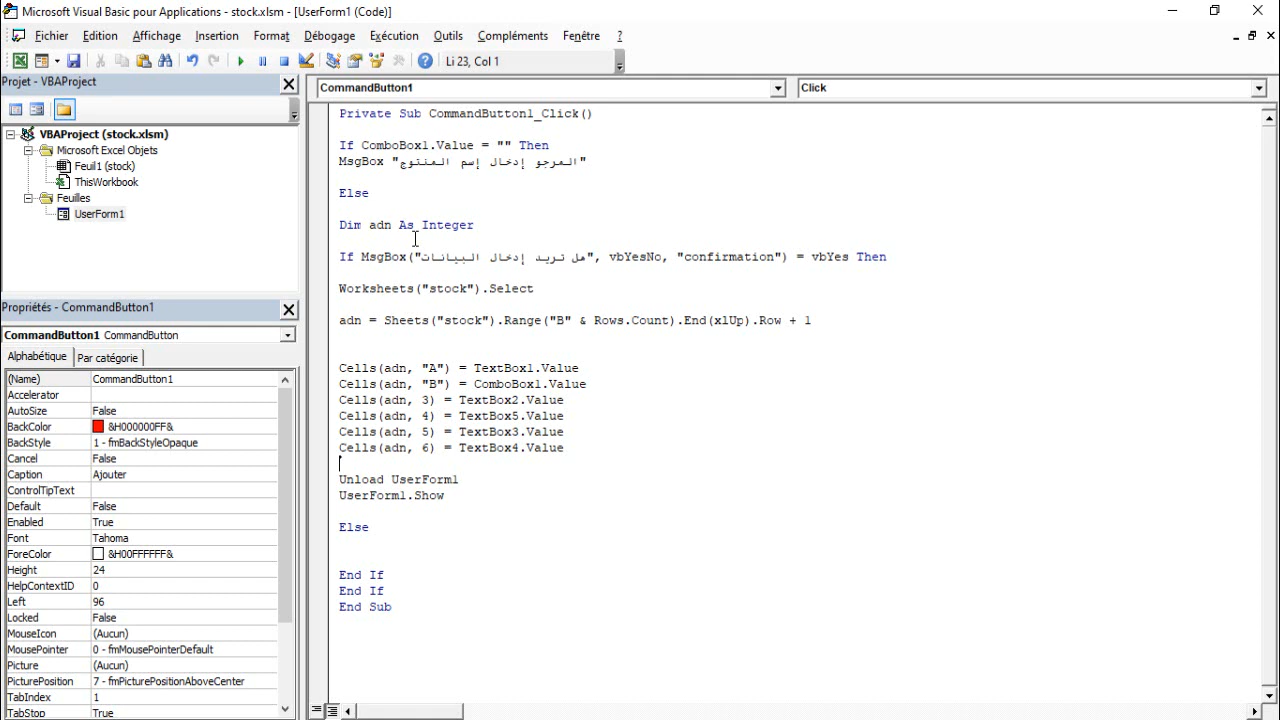 Microsoft Visual Basic pour Applications - stock.xlsm - [UserForm1 (Code)]
Fichier Edition Affichage Insertion Format Débogage Exécution Outils Compléments Fenêtre ?
Li 23, Col 1
Projet - VBAProject
VBAProject (stock.xlsm)
Microsoft Excel Objets
Feuil1 (stock)
ThisWorkbook
Feuilles
UserForm1
Propriétés - CommandButton1
CommandButton1 CommandButton
Alphabétique Par catégorie
(Name) CommandButton1
Accelerator
AutoSize False
BackColor &H000000FF&
BackStyle 1 - fmBackStyleOpaque
Cancel False
Caption Ajouter
ControlTipText
Default False
Enabled True
Font Tahoma
ForeColor &H00FFFFFF&
Height 24
HelpContextID 0
Left 96
Locked False
MouseIcon (Aucun)
MousePointer 0 - fmMousePointerDefault
Picture (Aucun)
PicturePosition 7 - fmPicturePositionAboveCenter
TabIndex 1
TabStop True
CommandButton1 Click
Private Sub CommandButton1_Click()
If ComboBox1.Value = "" Then
MsgBox "المرجو إدخال إسم المنتوج"
Else
Dim adn As Integer
If MsgBox("هل تريد إدخال البيانات", vbYesNo, "confirmation") = vbYes Then
Worksheets("stock").Select
adn = Sheets("stock").Range("B" & Rows.Count).End(xlUp).Row + 1
Cells(adn, "A") = TextBox1.Value
Cells(adn, "B") = ComboBox1.Value
Cells(adn, 3) = TextBox2.Value
Cells(adn, 4) = TextBox5.Value
Cells(adn, 5) = TextBox3.Value
Cells(adn, 6) = TextBox4.Value
Unload UserForm1
UserForm1.Show
Else
End If
End If
End Sub